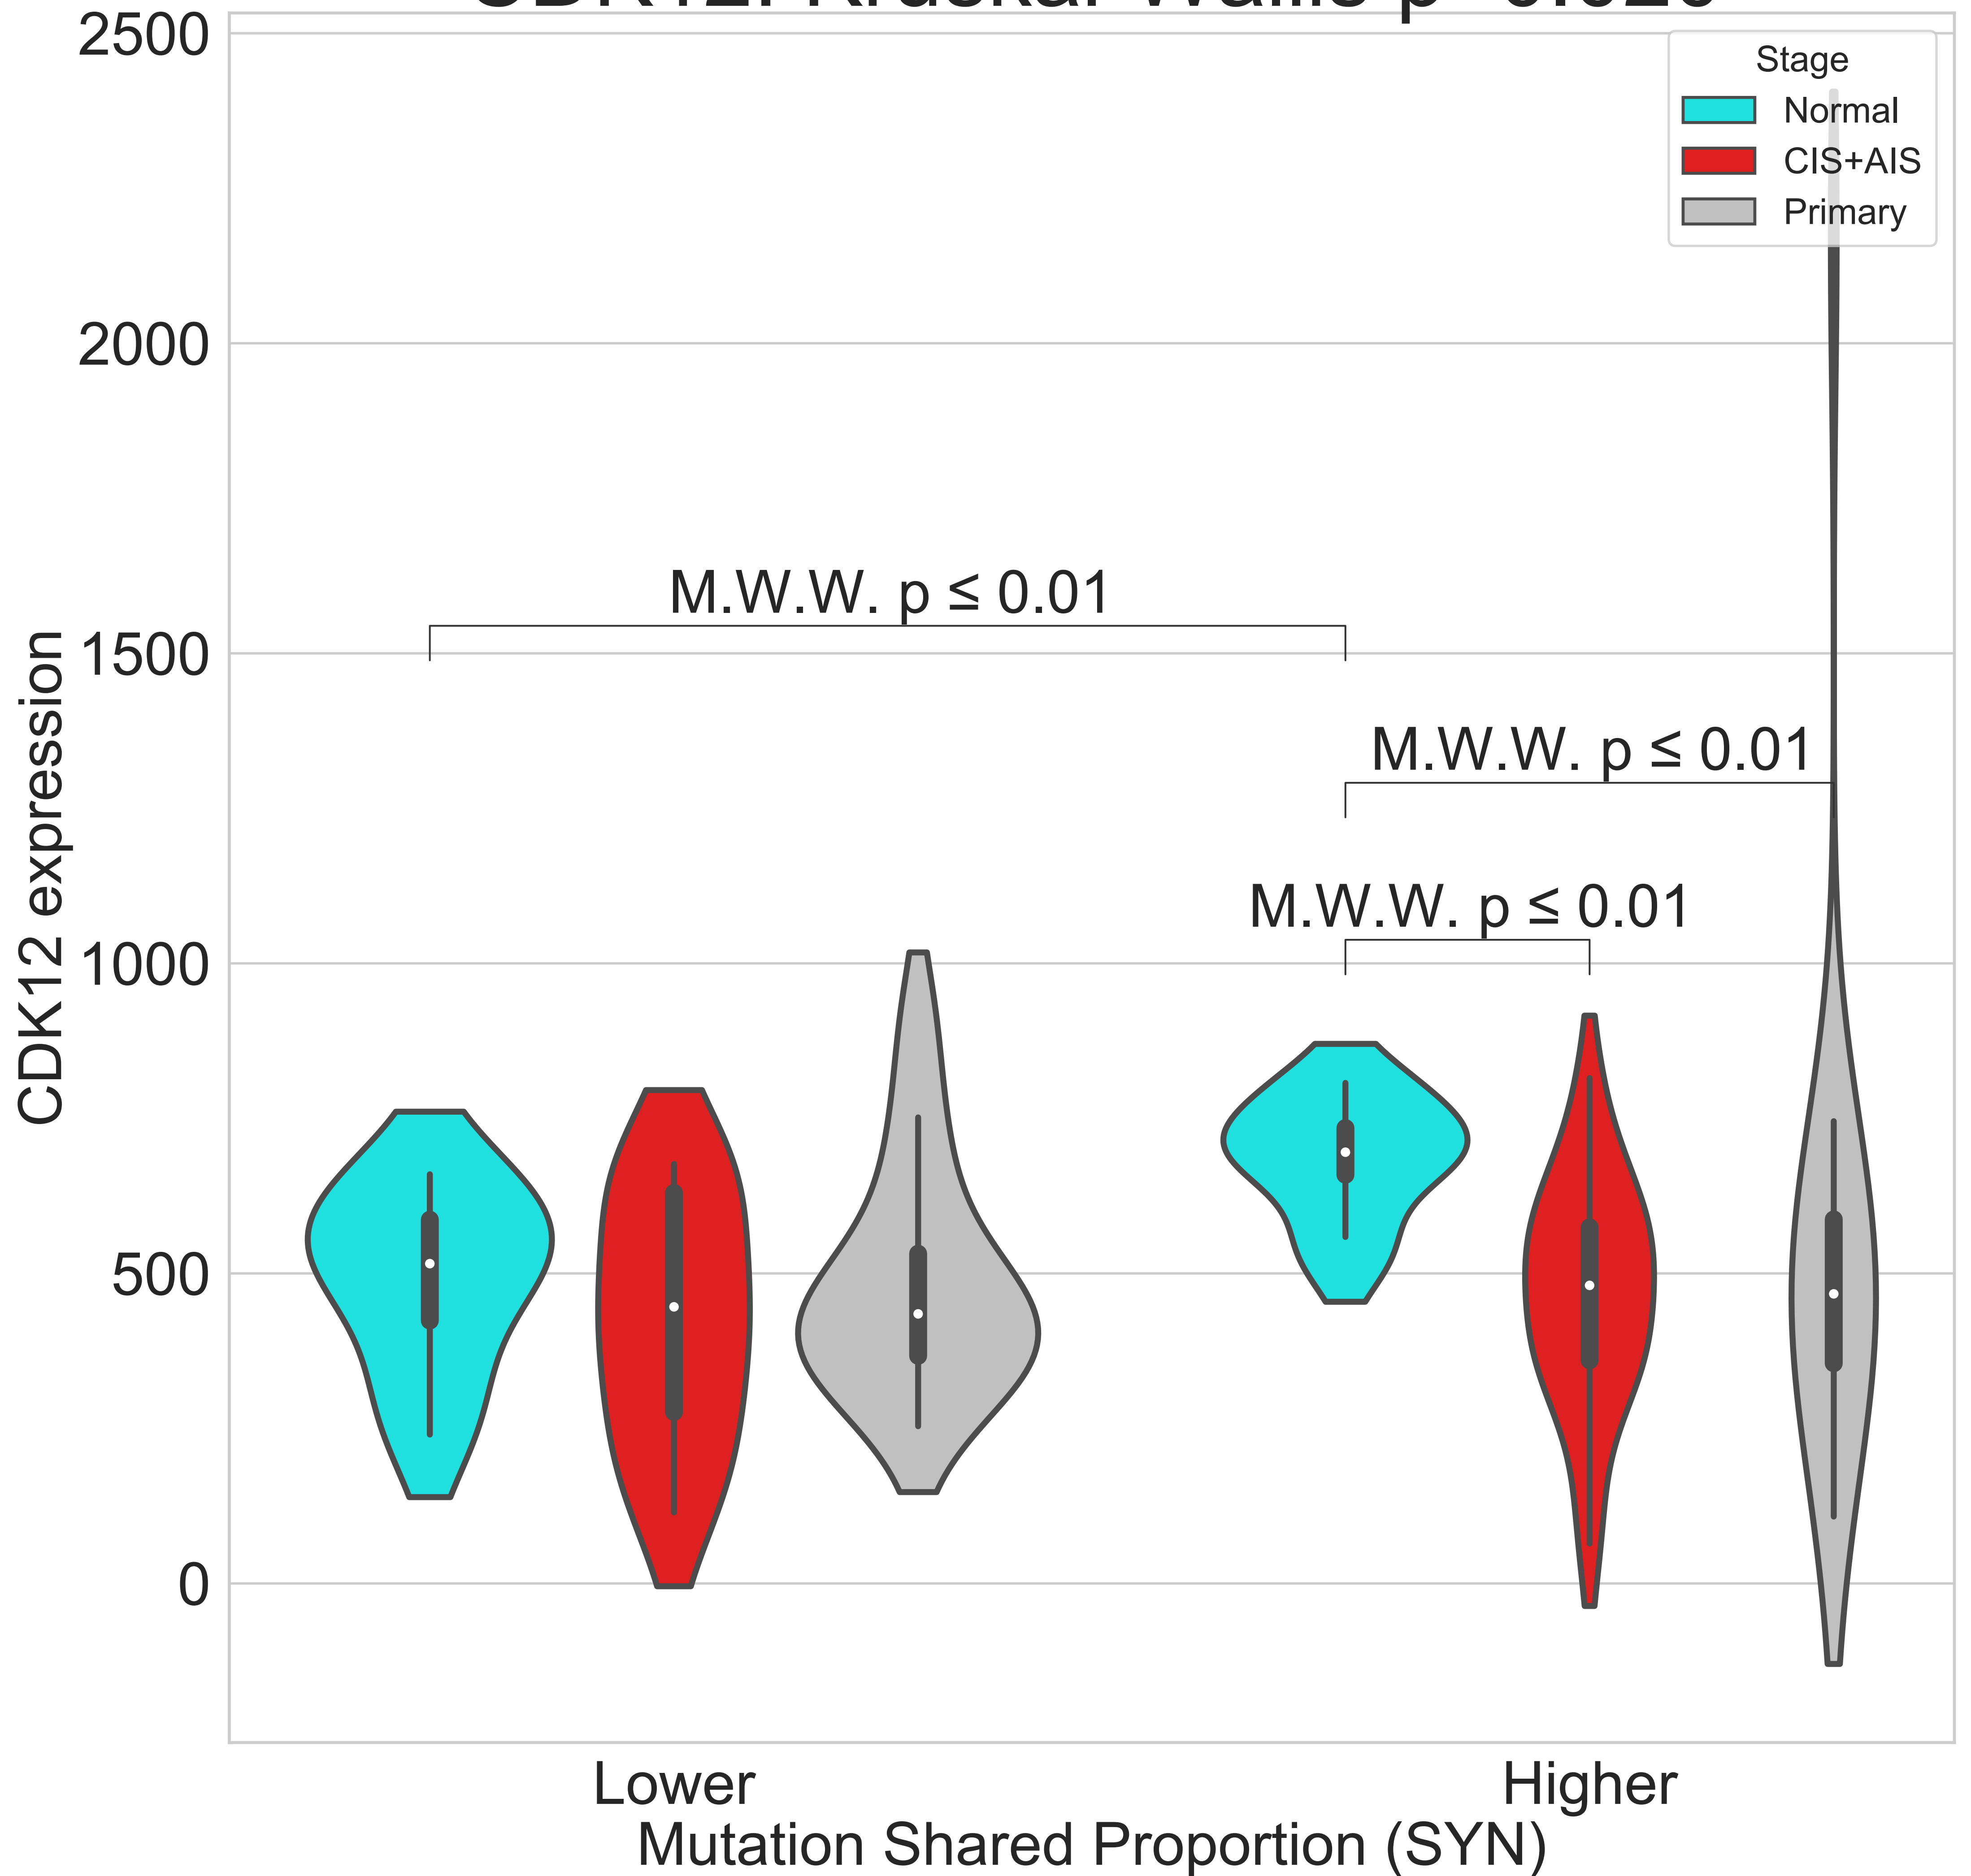 2500
2000
1500
1000
500
0
CDK12 expression
Stage
Normal
CIS+AIS
Primary
M.W.W. p ≤ 0.01
M.W.W. p ≤ 0.01
M.W.W. p ≤ 0.01
Lower
Higher
Mutation Shared Proportion (SYN)